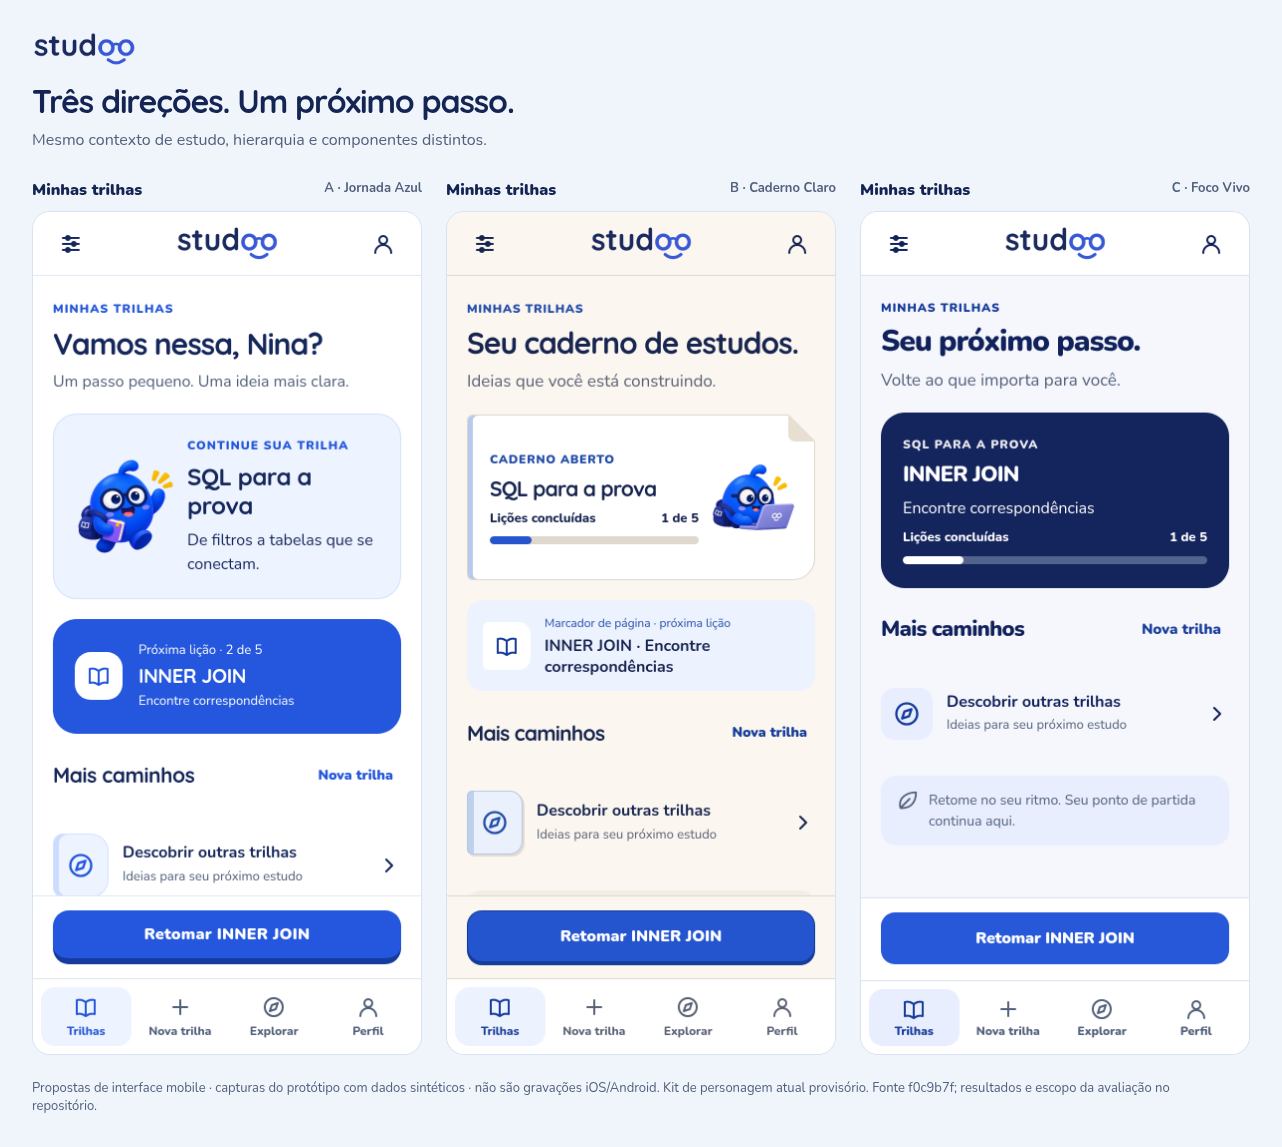 studoo
Três direções. Um próximo passo.
Mesmo contexto de estudo, hierarquia e componentes distintos.
Minhas trilhas
A · Jornada Azul
studoo
MINHAS TRILHAS
Vamos nessa, Nina?
Um passo pequeno. Uma ideia mais clara.
CONTINUE SUA TRILHA
SQL para a
prova
De filtros a tabelas que se
conectam.
Próxima lição · 2 de 5
INNER JOIN
Encontre correspondências
Mais caminhos
Nova trilha
Descobrir outras trilhas
Ideias para seu próximo estudo
Retomar INNER JOIN
Trilhas
Nova trilha
Explorar
Perfil
Minhas trilhas
B · Caderno Claro
studoo
MINHAS TRILHAS
Seu caderno de estudos.
Ideias que você está construindo.
CADERNO ABERTO
SQL para a prova
Lições concluídas
1 de 5
Marcador de página · próxima lição
INNER JOIN · Encontre
correspondências
Mais caminhos
Nova trilha
Descobrir outras trilhas
Ideias para seu próximo estudo
Retomar INNER JOIN
Trilhas
Nova trilha
Explorar
Perfil
Minhas trilhas
C · Foco Vivo
studoo
MINHAS TRILHAS
Seu próximo passo.
Volte ao que importa para você.
SQL PARA A PROVA
INNER JOIN
Encontre correspondências
Lições concluídas
1 de 5
Mais caminhos
Nova trilha
Descobrir outras trilhas
Ideias para seu próximo estudo
Retome no seu ritmo. Seu ponto de partida
continua aqui.
Retomar INNER JOIN
Trilhas
Nova trilha
Explorar
Perfil
Propostas de interface mobile · capturas do protótipo com dados sintéticos · não são gravações iOS/Android. Kit de personagem atual provisório. Fonte f0c9b7f; resultados e escopo da avaliação no
repositório.